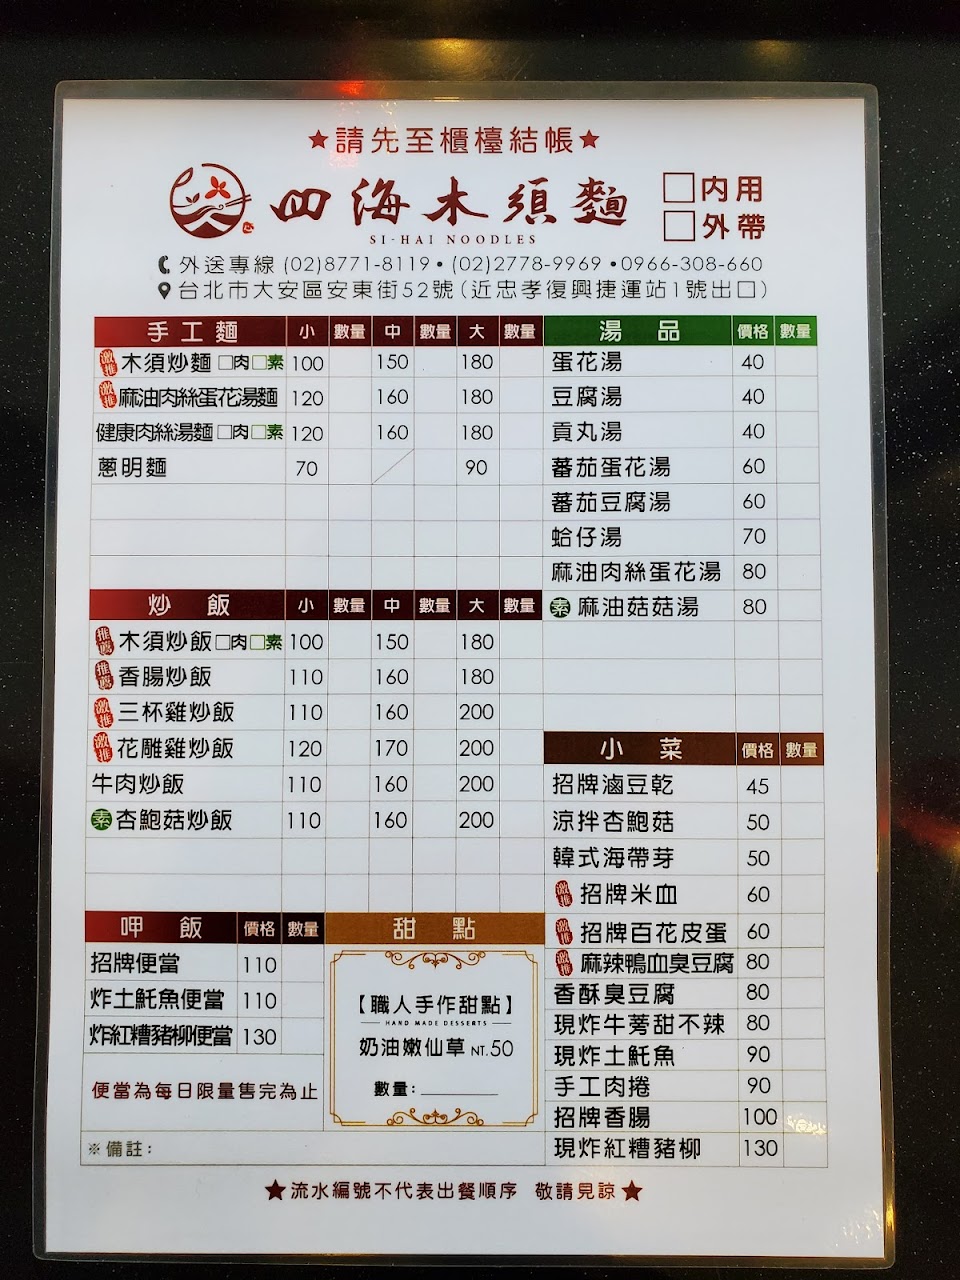 ★請先至櫃檯結帳★
四海木須麵
SI-HAI NOODLES
□內用
□外帶
外送專線 (02)8771-8119 • (02)2778-9969 •0966-308-660
台北市大安區安東街52號(近忠孝復興捷運站1號出口)
手工麵 小 數量 中 數量 大 數量
激推 木須炒麵 □肉□素 100 150 180
激推 麻油肉絲蛋花湯麵 120 160 180
健康肉絲湯麵 □肉□素 120 160 180
蔥明麵 70 90
炒飯 小 數量 中 數量 大 數量
推薦 木須炒飯 □肉□素 100 150 180
推薦 香腸炒飯 110 160 180
激推 三杯雞炒飯 110 160 200
激推 花雕雞炒飯 120 170 200
牛肉炒飯 110 160 200
素 杏鮑菇炒飯 110 160 200
呷飯 價格 數量
招牌便當 110
炸土魠魚便當 110
炸紅糟豬柳便當 130
便當為每日限量售完為止
甜點
【職人手作甜點】
HAND MADE DESSERTS
奶油嫩仙草 NT.50
數量:
湯品 價格 數量
蛋花湯 40
豆腐湯 40
貢丸湯 40
蕃茄蛋花湯 60
蕃茄豆腐湯 60
蛤仔湯 70
麻油肉絲蛋花湯 80
素 麻油菇菇湯 80
小菜 價格 數量
招牌滷豆乾 45
涼拌杏鮑菇 50
韓式海帶芽 50
激推 招牌米血 60
激推 招牌百花皮蛋 60
激推 麻辣鴨血臭豆腐 80
香酥臭豆腐 80
現炸牛蒡甜不辣 80
現炸土魠魚 90
手工肉捲 90
招牌香腸 100
現炸紅糟豬柳 130
※備註:
★流水編號不代表出餐順序 敬請見諒★